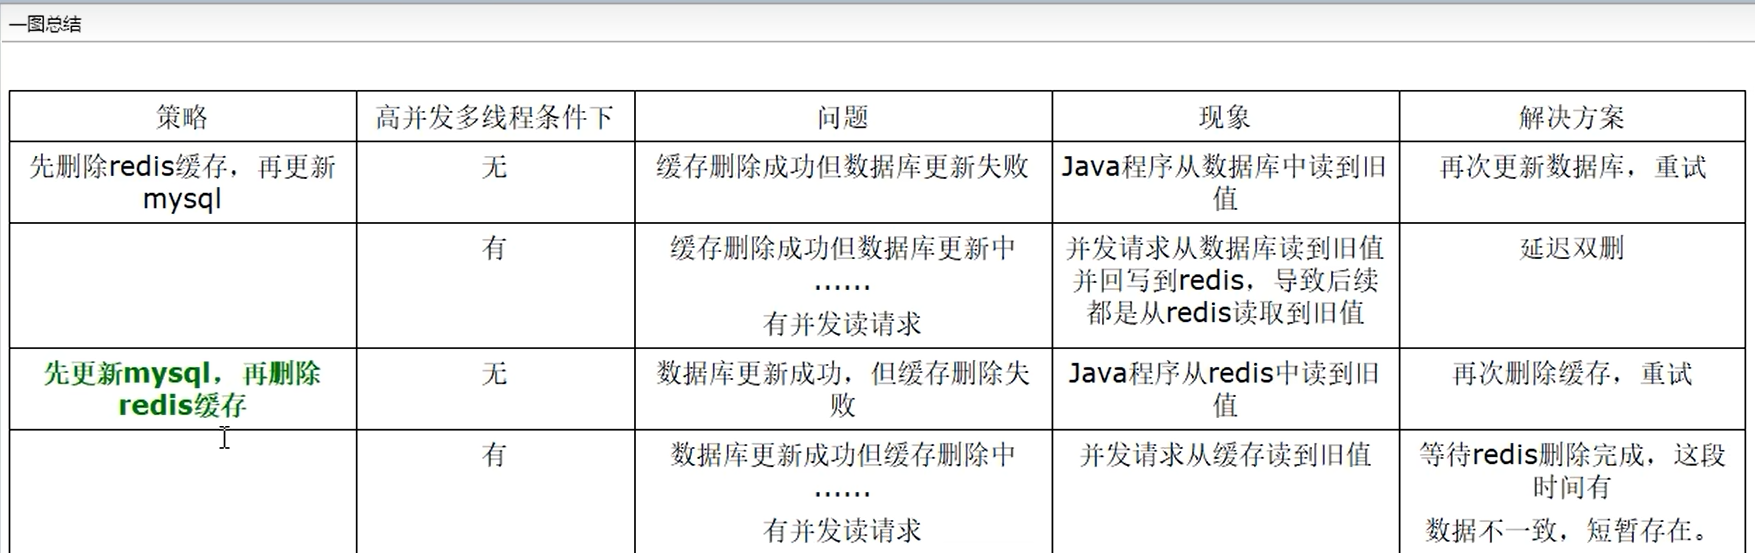 一图总结
策略
高并发多线程条件下
问题
现象
解决方案
先删除redis缓存，再更新
mysql
无
缓存删除成功但数据库更新失败
Java程序从数据库中读到旧
值
再次更新数据库，重试
有
缓存删除成功但数据库更新中
......
有并发读请求
并发请求从数据库读到旧值
并回写到redis，导致后续
都是从redis读取到旧值
延迟双删
先更新mysql，再删除
redis缓存
无
数据库更新成功，但缓存删除失
败
Java程序从redis中读到旧
值
再次删除缓存，重试
有
数据库更新成功但缓存删除中
......
有并发读请求
并发请求从缓存读到旧值
等待redis删除完成，这段
时间有
数据不一致，短暂存在。